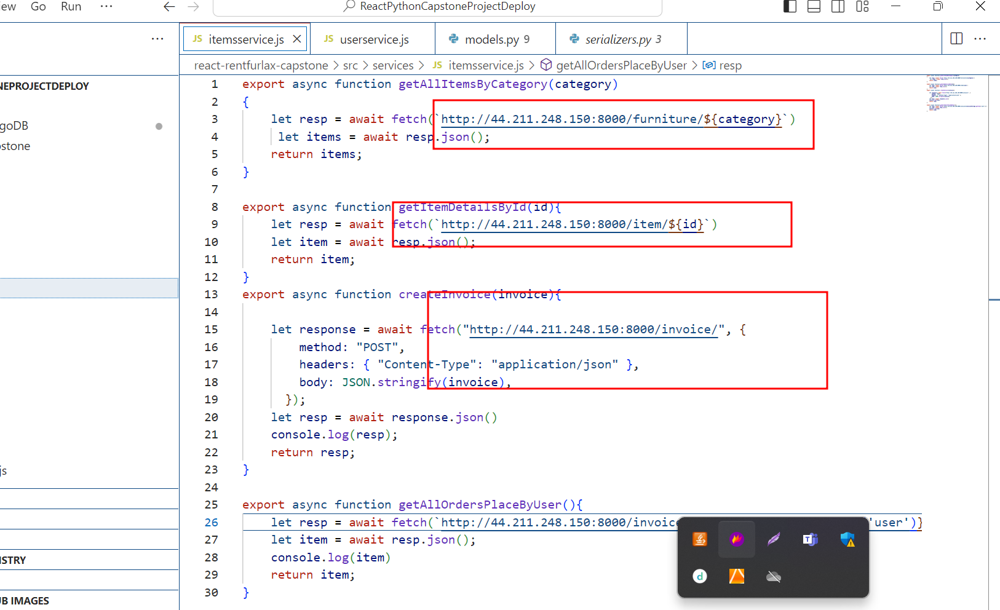 Go Run ···
ReactPythonCapstoneProjectDeploy
JS itemsservice.js
JS userservice.js
models.py 9
serializers.py 3
react-rentfurlax-capstone > src > services > JS itemsservice.js > getAllOrdersPlaceByUser > resp
NEPROJECTDEPLOY
goDB
pstone
js
ISTRY
JB IMAGES
1 export async function getAllItemsByCategory(category)
2 {
3 let resp = await fetch(`http://44.211.248.150:8000/furniture/${category}`)
4 let items = await resp.json();
5 return items;
6 }
7
8 export async function getItemDetailsById(id){
9 let resp = await fetch(`http://44.211.248.150:8000/item/${id}`)
10 let item = await resp.json();
11 return item;
12 }
13 export async function createInvoice(invoice){
14
15 let response = await fetch("http://44.211.248.150:8000/invoice/", {
16 method: "POST",
17 headers: { "Content-Type": "application/json" },
18 body: JSON.stringify(invoice),
19 });
20 let resp = await response.json()
21 console.log(resp);
22 return resp;
23 }
24
25 export async function getAllOrdersPlaceByUser(){
26 let resp = await fetch(`http://44.211.248.150:8000/invoic 'user')}
27 let item = await resp.json();
28 console.log(item)
29 return item;
30 }